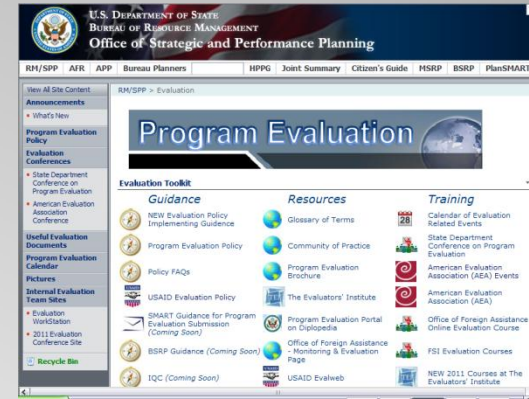 U.S. DEPARTMENT OF STATE
BUREAU OF RESOURCE MANAGEMENT
Office of Strategic and Performance Planning
RM/SPP AFR APP Bureau Planners HPPG Joint Summary Citizen's Guide MSRP BSRP PlanSMART
View All Site Content
RM/SPP > Evaluation
Announcements
What's New
Program Evaluation
Policy
Evaluation
Conferences
State Department
Conference on
Program Evaluation
American Evaluation
Association
Conference
Useful Evaluation
Documents
Program Evaluation
Calendar
Pictures
Internal Evaluation
Team Sites
Evaluation
WorkStation
2011 Evaluation
Conference Site
Recycle Bin
Program Evaluation
Evaluation Toolkit
Guidance
NEW Evaluation Policy
Implementing Guidance
Program Evaluation Policy
Policy FAQs
USAID Evaluation Policy
SMART Guidance for Program
Evaluation Submission
(Coming Soon)
BSRP Guidance (Coming Soon)
IQC (Coming Soon)
Resources
Glossary of Terms
Community of Practice
Program Evaluation
Brochure
The Evaluators' Institute
Program Evaluation Portal
on Diplopedia
Office of Foreign Assistance
- Monitoring & Evaluation
Page
USAID Evalweb
Training
28
Calendar of Evaluation
Related Events
State Department
Conference on Program
Evaluation
American Evaluation
Association (AEA) Events
American Evaluation
Association (AEA)
Office of Foreign Assistance
Online Evaluation Course
FSI Evaluation Courses
NEW 2011 Courses at The
Evaluators' Institute